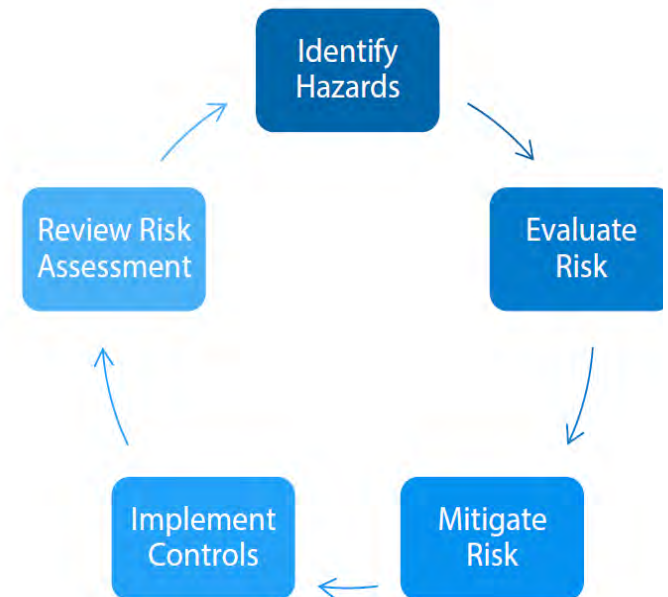 Identify
Hazards
Evaluate
Risk
Mitigate
Risk
Implement
Controls
Review Risk
Assessment